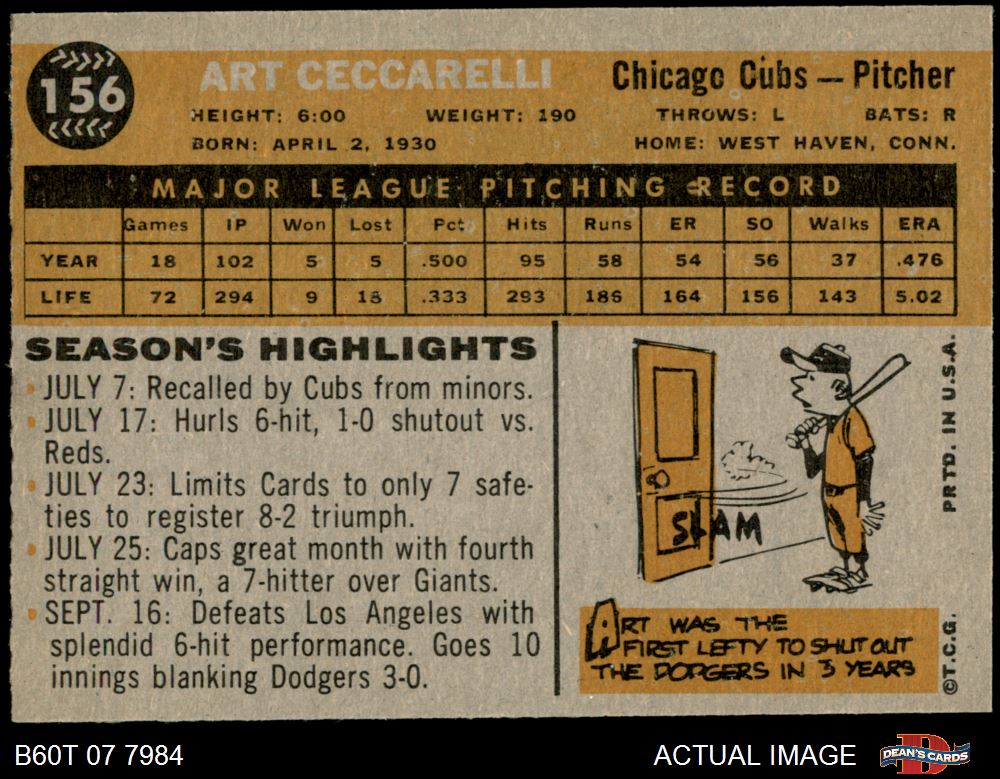 156
ART CECCARELLI
Chicago Cubs — Pitcher
HEIGHT: 6:00 WEIGHT: 190 THROWS: L BATS: R
BORN: APRIL 2, 1930 HOME: WEST HAVEN, CONN.
MAJOR LEAGUE PITCHING RECORD
Games IP Won Lost Pct Hits Runs ER SO Walks ERA
YEAR 18 102 5 5 .500 95 58 54 56 37 .476
LIFE 72 294 9 18 .333 293 186 164 156 143 5.02
SEASON'S HIGHLIGHTS
• JULY 7: Recalled by Cubs from minors.
• JULY 17: Hurls 6-hit, 1-0 shutout vs.
Reds.
• JULY 23: Limits Cards to only 7 safe-
ties to register 8-2 triumph.
• JULY 25: Caps great month with fourth
straight win, a 7-hitter over Giants.
• SEPT. 16: Defeats Los Angeles with
splendid 6-hit performance. Goes 10
innings blanking Dodgers 3-0.
SLAM
ART WAS THE
FIRST LEFTY TO SHUT OUT
THE DODGERS IN 3 YEARS
©T.C.G. PRTD. IN U.S.A.
B60T 07 7984
ACTUAL IMAGE
DEAN'S CARDS